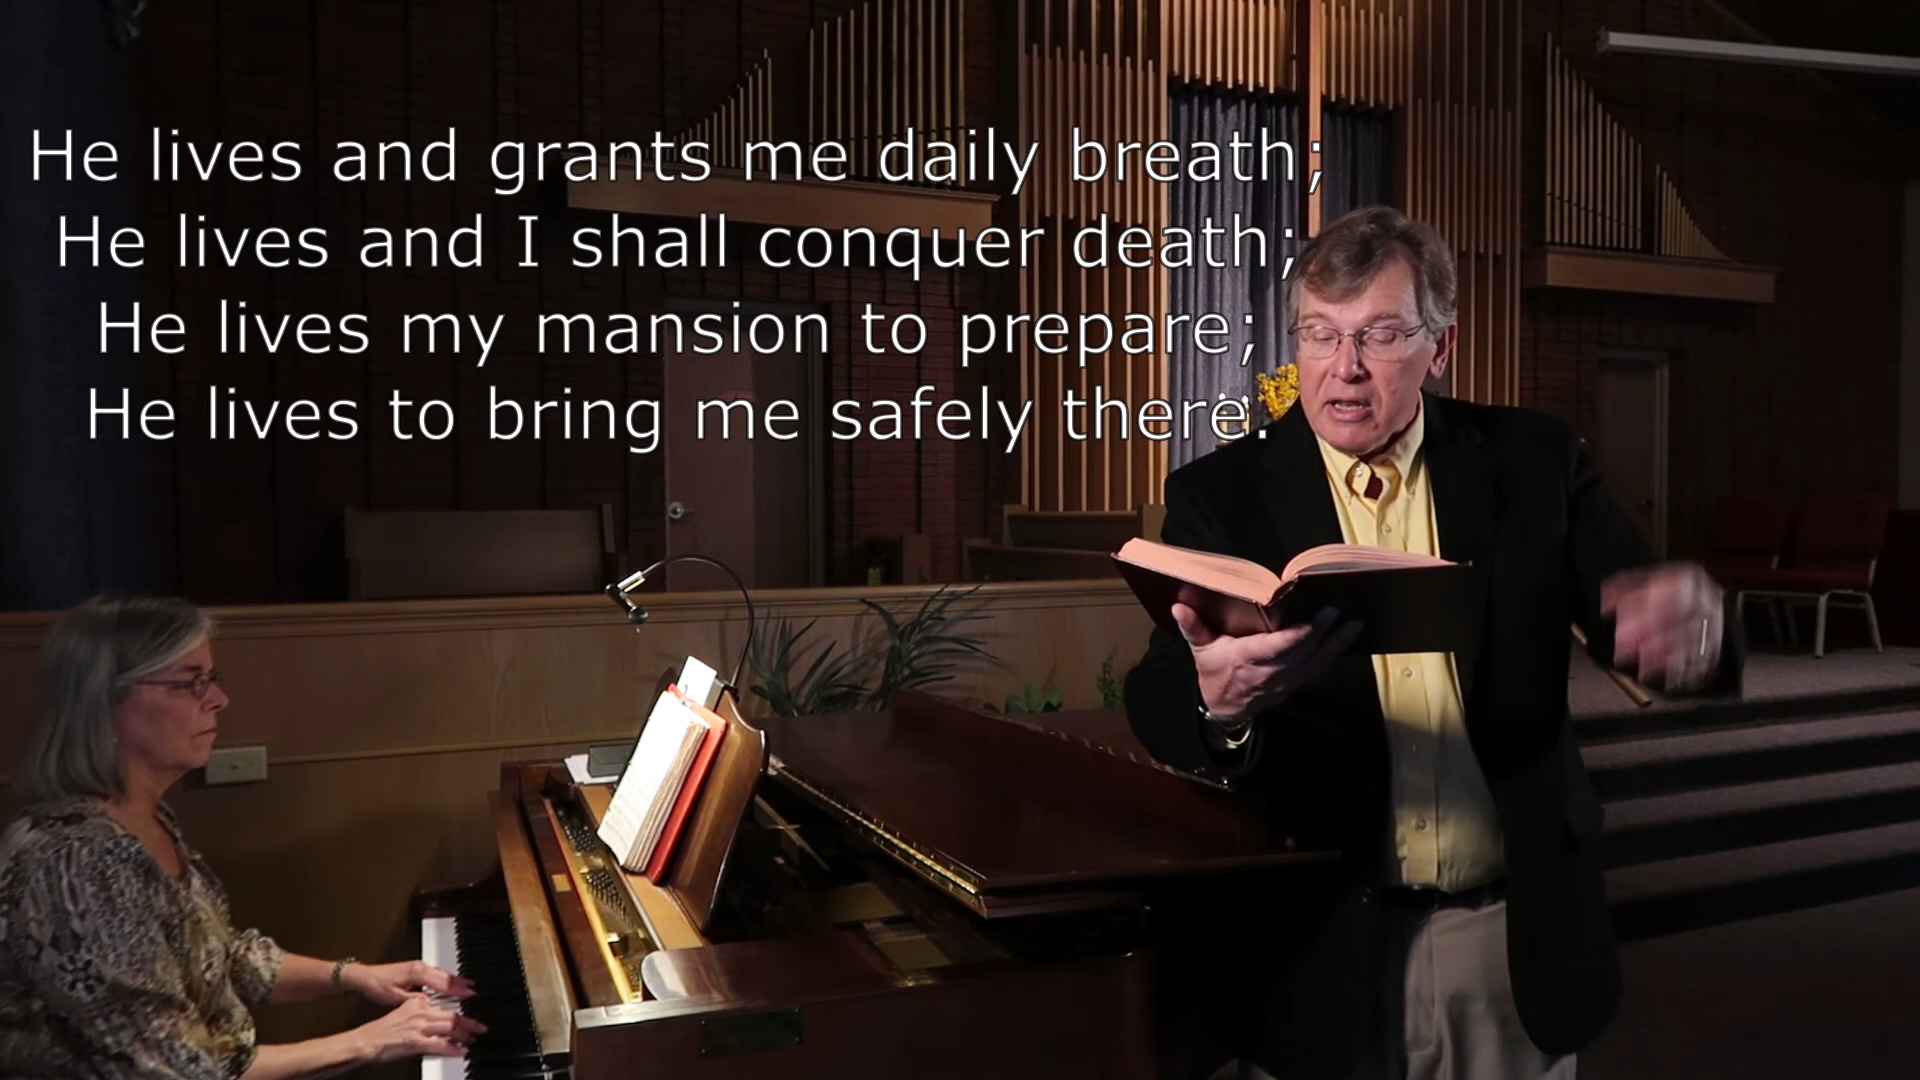 He lives and grants me daily breath;
He lives and I shall conquer death;
He lives my mansion to prepare;
He lives to bring me safely there.